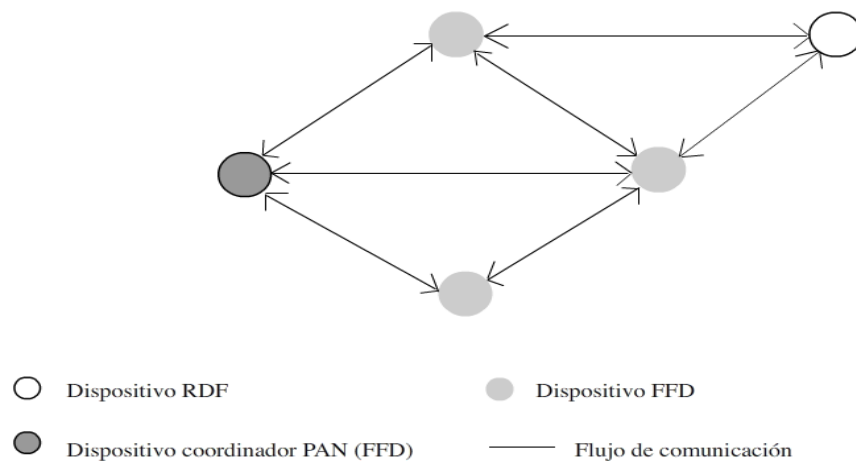 Dispositivo RDF
Dispositivo FFD
Dispositivo coordinador PAN (FFD)
Flujo de comunicación